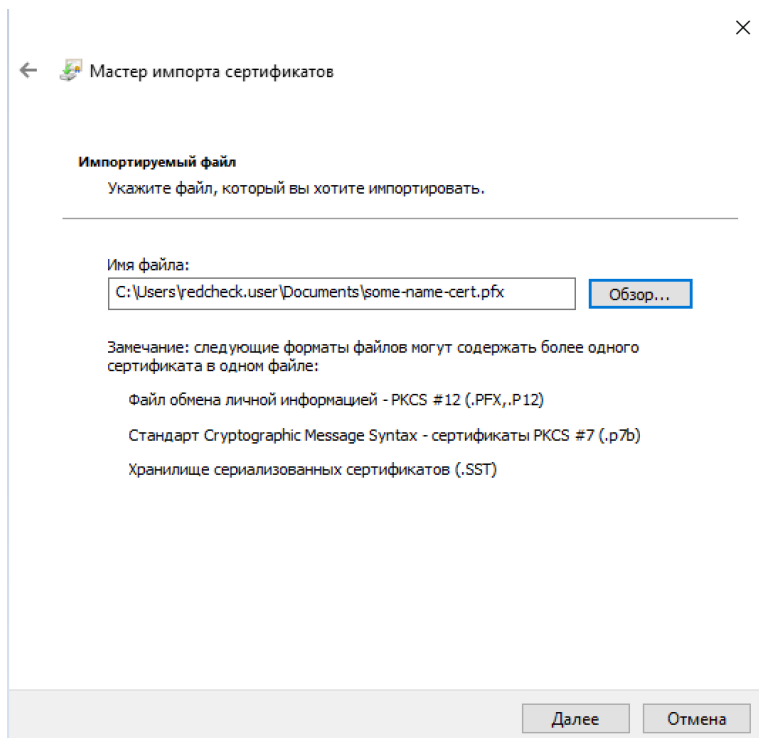 Мастер импорта сертификатов
Импортируемый файл
Укажите файл, который вы хотите импортировать.
Имя файла:
C:\Users\redcheck.user\Documents\some-name-cert.pfx
Обзор...
Замечание: следующие форматы файлов могут содержать более одного
сертификата в одном файле:
Файл обмена личной информацией - PKCS #12 (.PFX,.P12)
Стандарт Cryptographic Message Syntax - сертификаты PKCS #7 (.p7b)
Хранилище сериализованных сертификатов (.SST)
Далее
Отмена